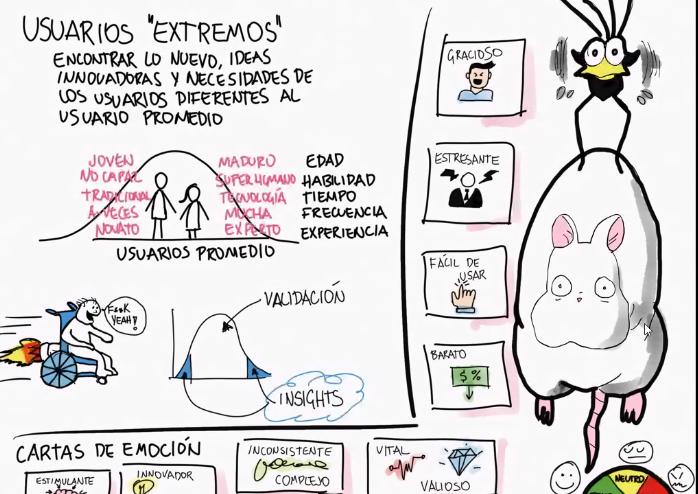 USUARIOS "EXTREMOS"
ENCONTRAR LO NUEVO, IDEAS
INNOVADORAS Y NECESIDADES DE
LOS USUARIOS DIFERENTES AL
USUARIO PROMEDIO
JOVEN MADURO EDAD
NO CAPAZ SUPER HUMANO HABILIDAD
TRADICIONAL TECNOLOGÍA TIEMPO
A VECES MUCHA FRECUENCIA
NOVATO EXPERTO EXPERIENCIA
USUARIOS PROMEDIO
F**K
YEAH!
VALIDACIÓN
INSIGHTS
GRACIOSO
ESTRESANTE
FÁCIL DE
USAR
BARATO
$ %
CARTAS DE EMOCIÓN
ESTIMULANTE
INNOVADOR
INCONSISTENTE
COMPLEJO
VITAL
VALIOSO
NEUTRO